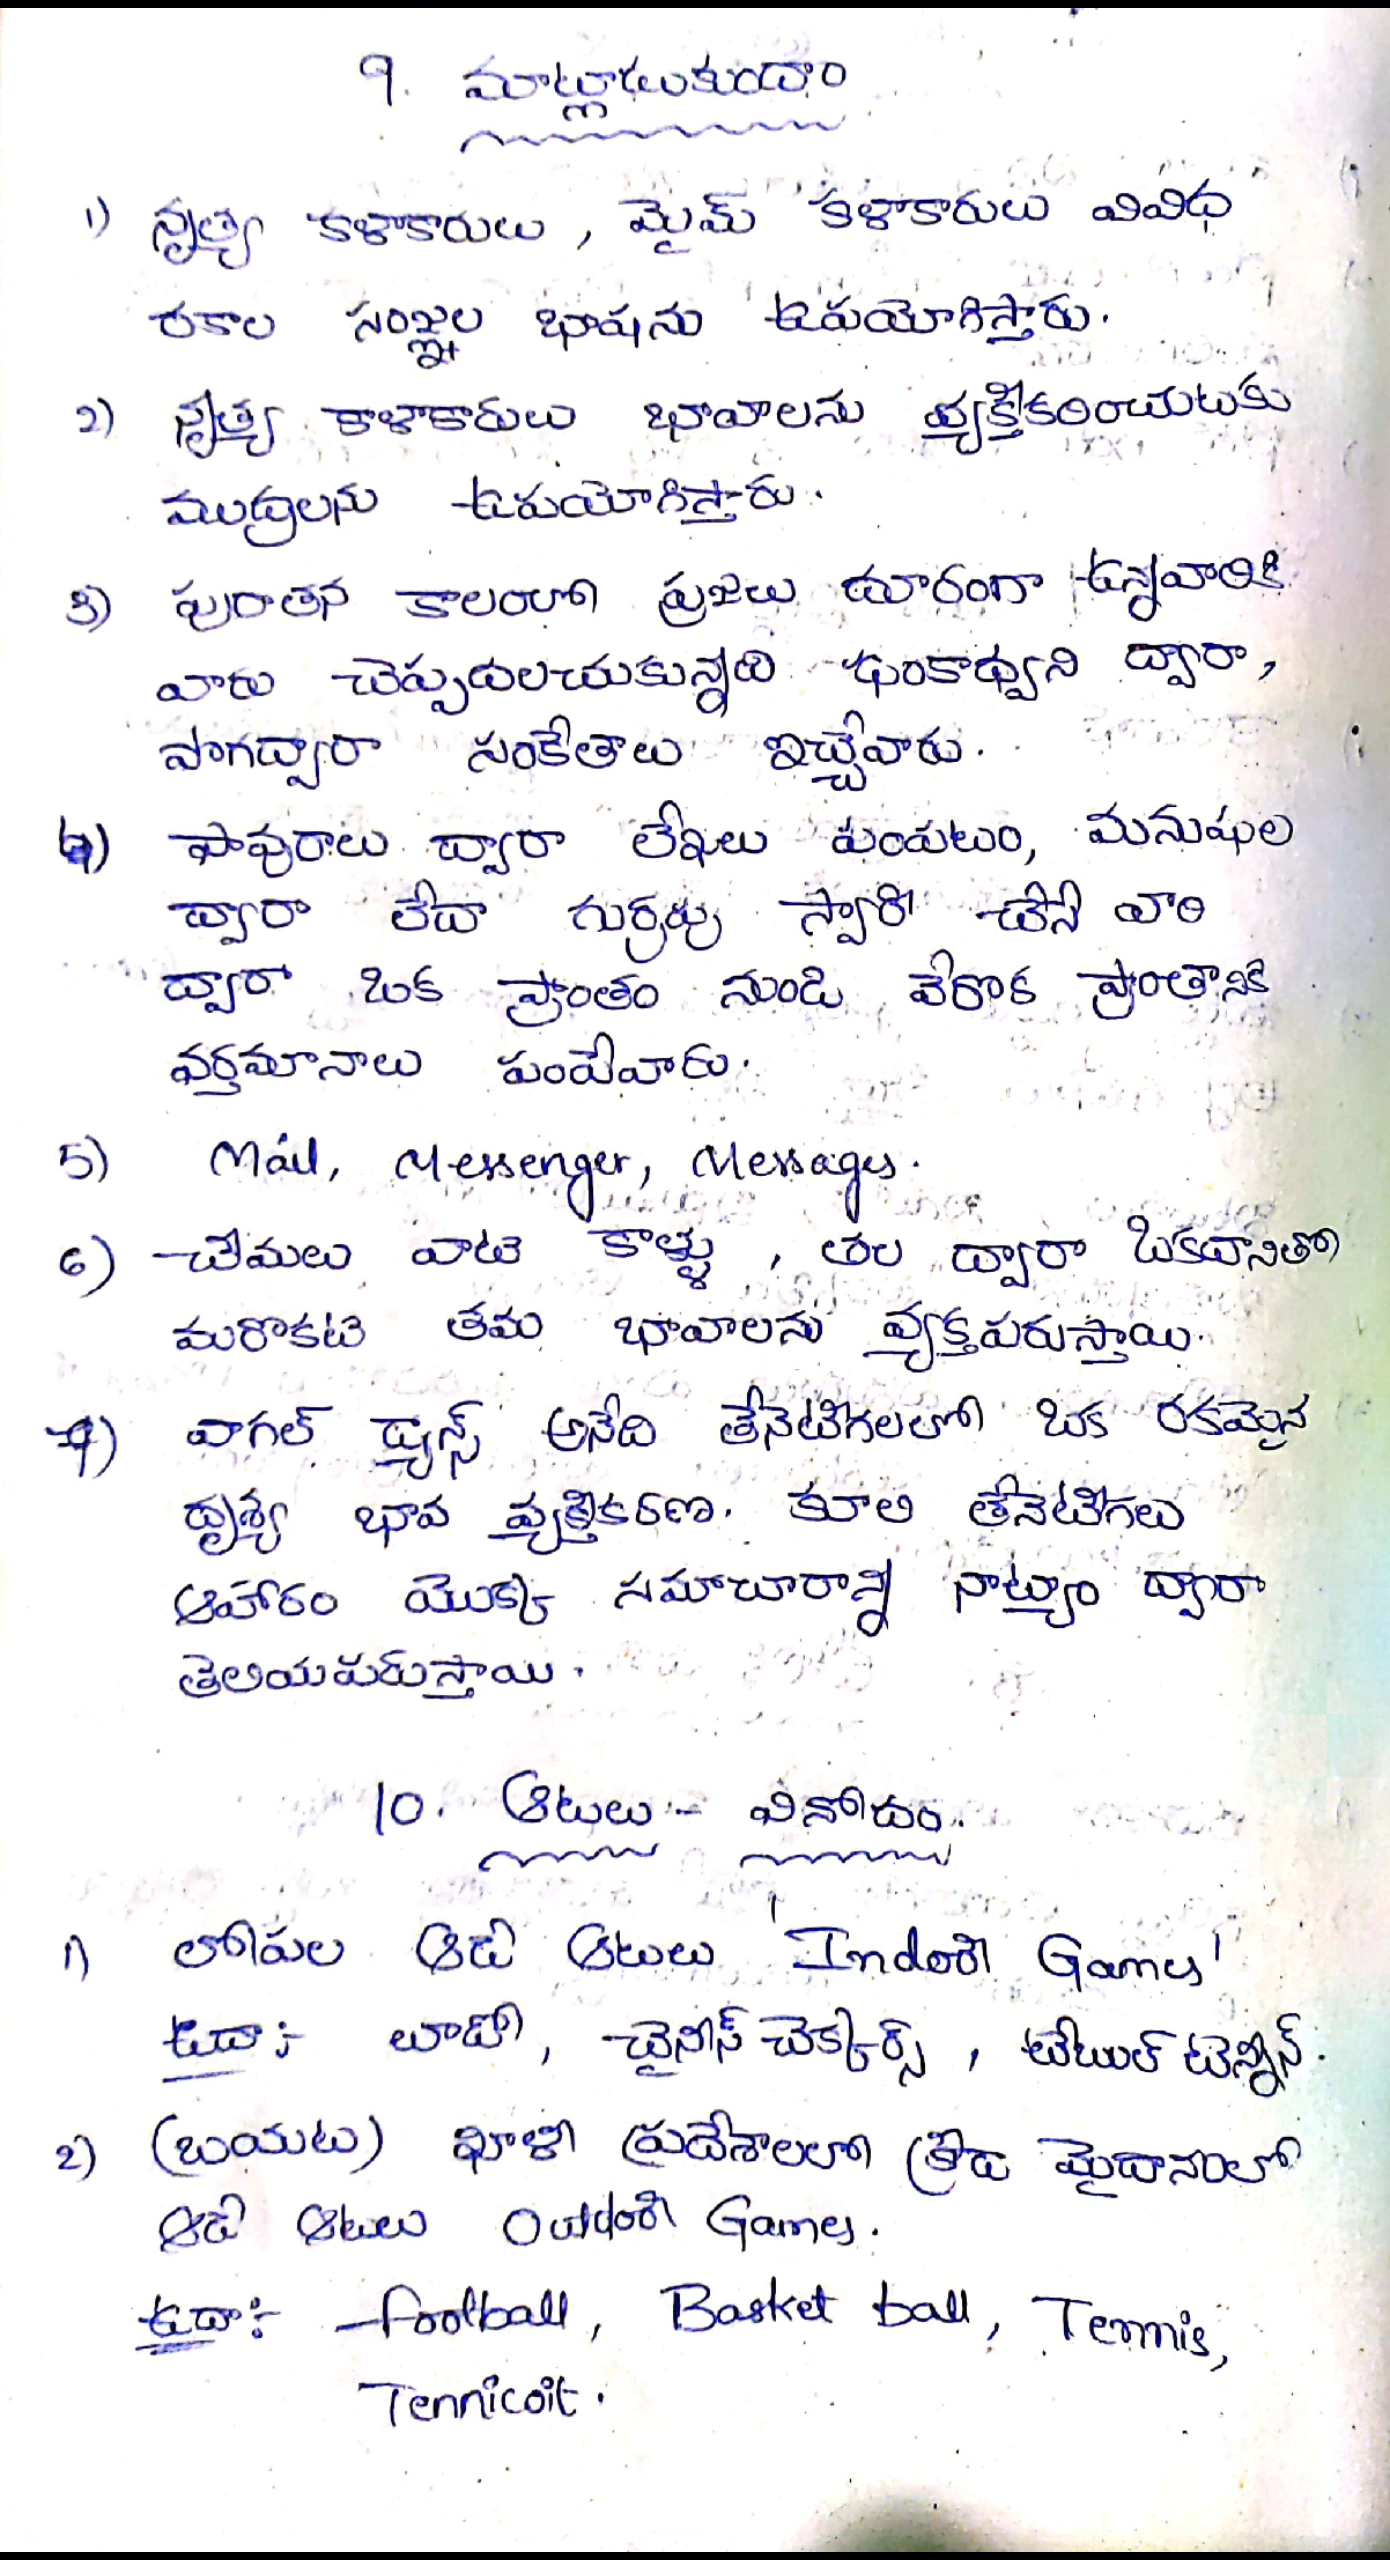 9. మాట్లాడుకుందాం
1) నృత్య కళాకారులు, మైమ్ కళాకారులు వివిధ
రకాల సంజ్ఞల భాషను ఉపయోగిస్తారు.
2) నృత్య కాళాకారులు భావాలను వ్యక్తీకరించుటకు
ముద్రలను ఉపయోగిస్తారు.
3) పురాతన కాలంలో ప్రజలు దూరంగా ఉన్నవారికి
వారు చెప్పదలచుకున్నది ఢంకాధ్వని ద్వారా,
పొగద్వారా సంకేతాలు ఇచ్చేవారు.
4) పావురాలు ద్వారా లేఖలు పంపటం, మనుషుల
ద్వారా లేదా గుర్రపు స్వారీ చేసే వారి
ద్వారా ఒక ప్రాంతం నుండి వేరొక ప్రాంతానికి
వర్తమానాలు పంపేవారు.
5) Mail, Messenger, Messages.
6) చీమలు వాటి కాళ్ళు, తల ద్వారా ఒకదానితో
మరొకటి తమ భావాలను వ్యక్తపరుస్తాయి.
7) వాగల్ డ్యాన్స్ అనేది తేనెటీగలలో ఒక రకమైన
దృశ్య భావ వ్యక్తీకరణ. కూలి తేనెటీగలు
ఆహారం యొక్క సమాచారాన్ని నాట్యం ద్వారా
తెలియపరుస్తాయి.
10. ఆటలు - వినోదం.
1) లోపల ఆడే ఆటలు 'Indoor Games'
ఉదా:- లూడో, చైనీస్ చెక్కర్స్, టేబుల్ టెన్నిస్.
2) (బయట) ఖాళీ ప్రదేశాలలో క్రీడా మైదానంలో
ఆడే ఆటలు Outdoor Games.
ఉదా:- Football, Basket ball, Tennis,
Tennicoit.